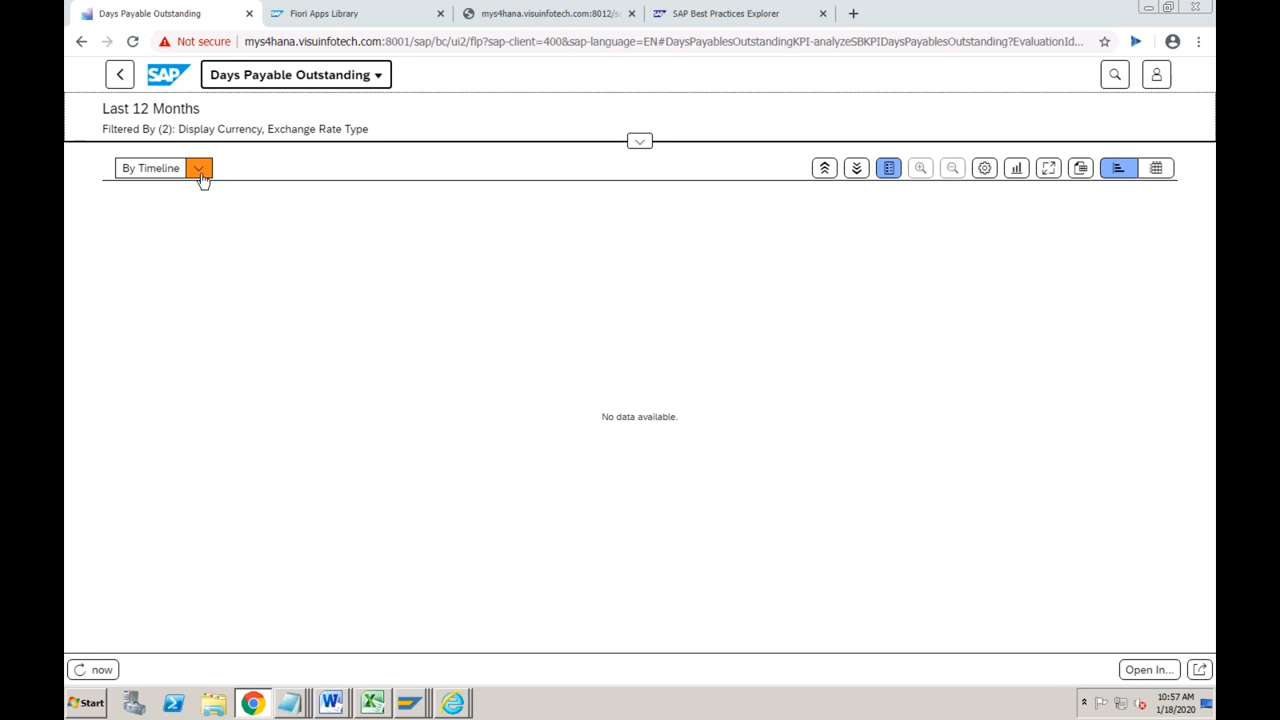 Days Payable Outstanding
Fiori Apps Library
mys4hana.visuinfotech.com:8012/s
SAP Best Practices Explorer
Not secure
mys4hana.visuinfotech.com:8001/sap/bc/ui2/flp?sap-client=400&sap-language=EN#DaysPayablesOutstandingKPI-analyzeSBKPIDaysPayablesOutstanding?EvaluationId...
SAP
Days Payable Outstanding
Last 12 Months
Filtered By (2): Display Currency, Exchange Rate Type
By Timeline
No data available.
now
Open In...
Start
10:57 AM
1/18/2020